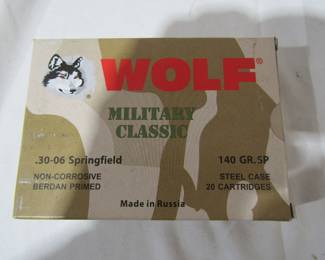 WOLF®
MILITARY
CLASSIC
.30-06 Springfield 140 GR.SP
NON-CORROSIVE STEEL CASE
BERDAN PRIMED 20 CARTRIDGES
Made in Russia